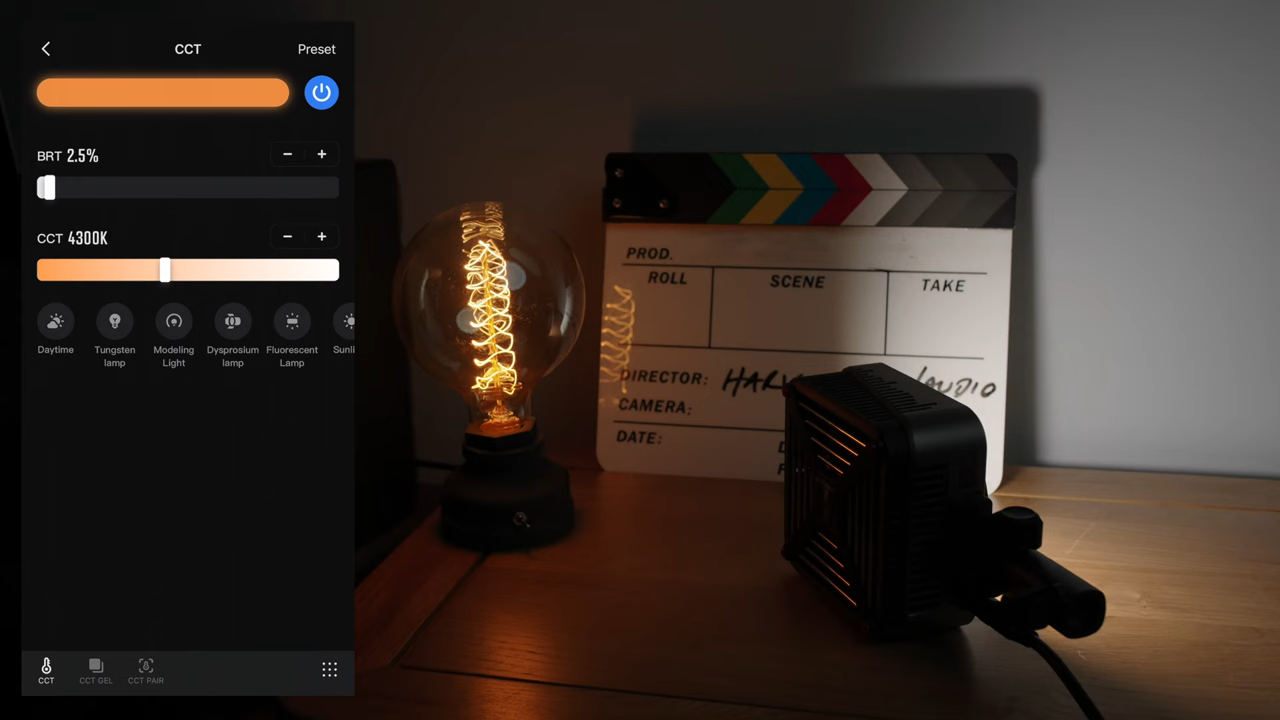 CCT
Preset
BRT 2.5%
CCT 4300K
Daytime
Tungsten
lamp
Modeling
Light
Dysprosium
lamp
Fluorescent
Lamp
Sunli
CCT
CCT GEL
CCT PAIR
PROD.
ROLL
SCENE
TAKE
DIRECTOR:
CAMERA:
DATE: